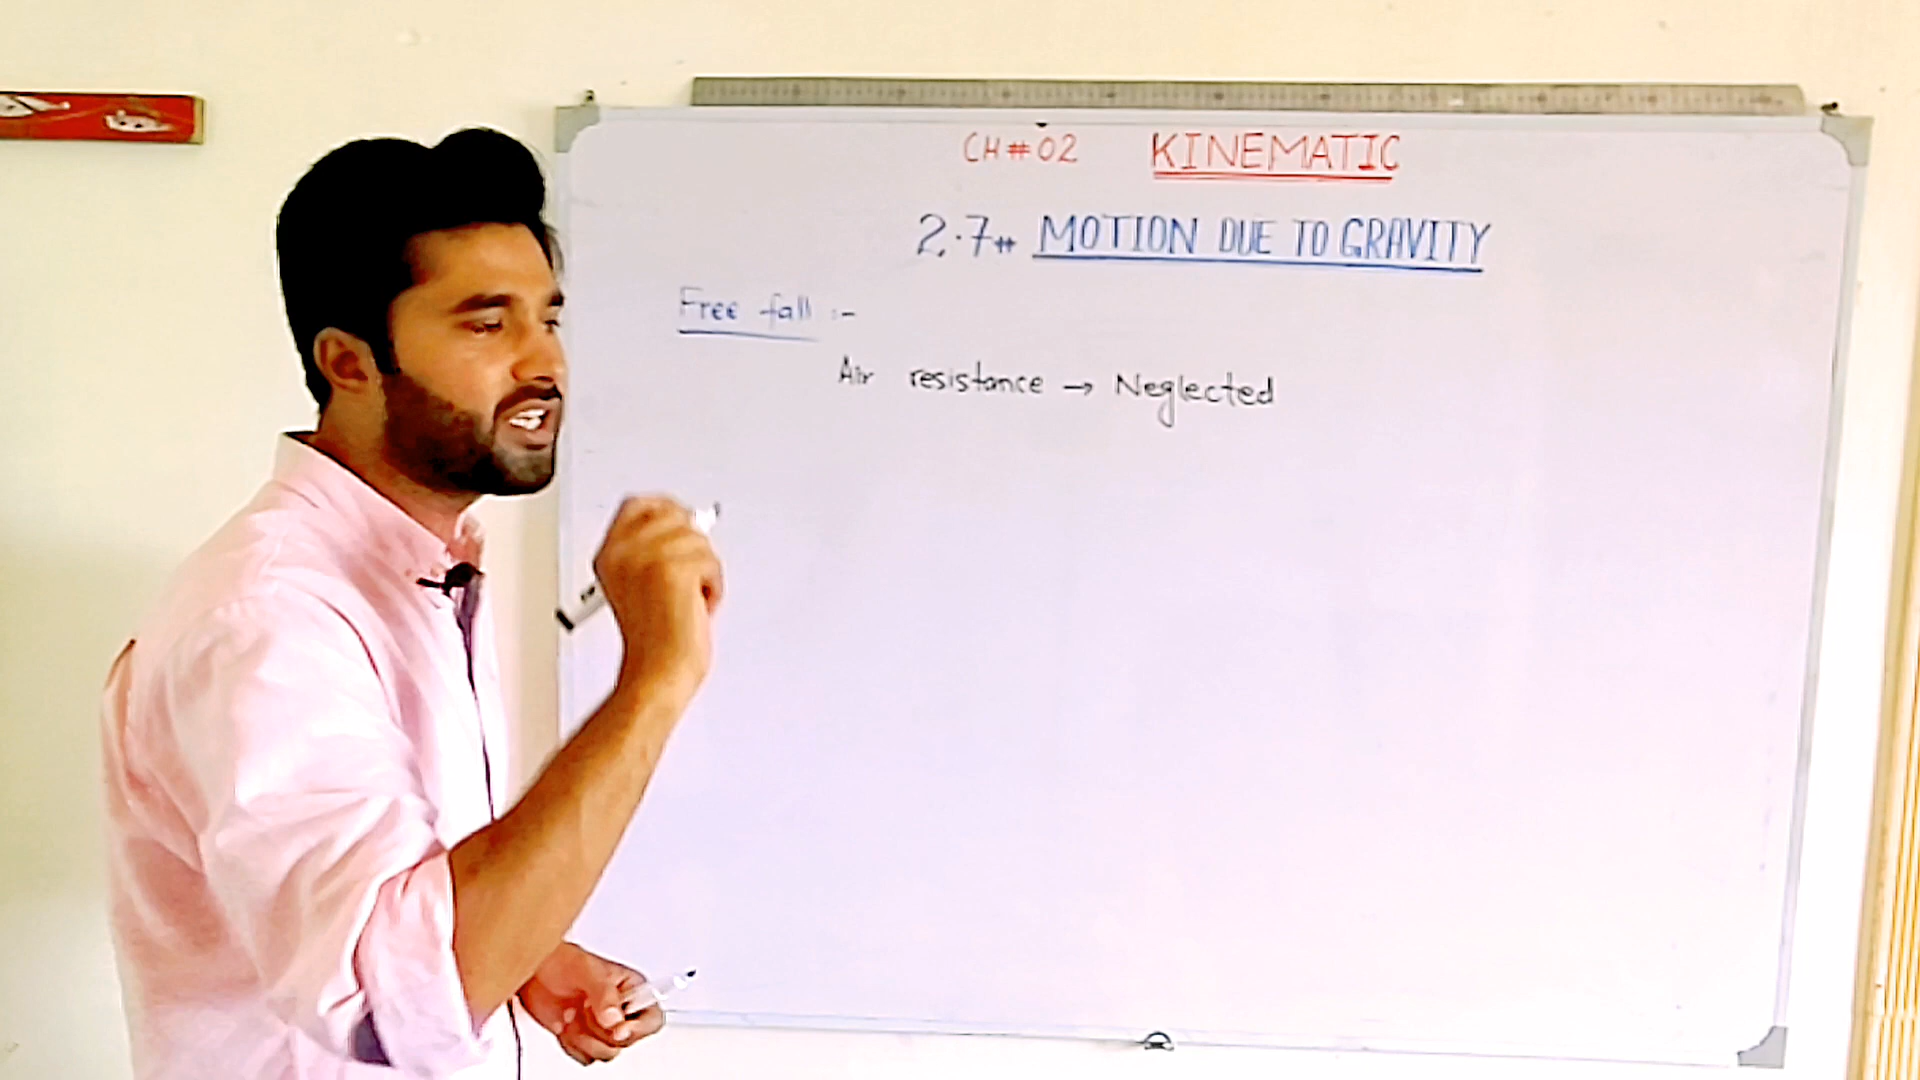 CH # 02 KINEMATIC
2.7# MOTION DUE TO GRAVITY
Free fall :-
Air resistance → Neglected